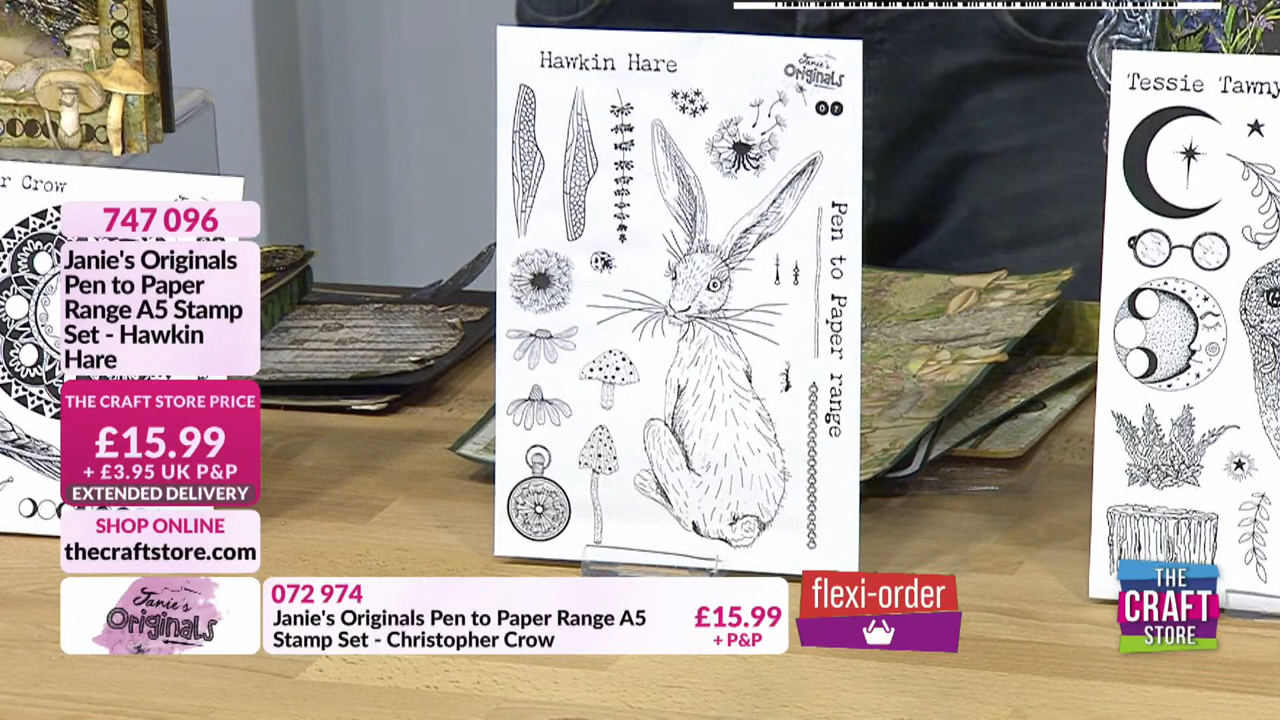 Hawkin Hare
Janie's
Originals
07
Pen to Paper range
Tessie Tawny
r Crow
747 096
Janie's Originals
Pen to Paper
Range A5 Stamp
Set - Hawkin
Hare
THE CRAFT STORE PRICE
£15.99
+ £3.95 UK P&P
EXTENDED DELIVERY
SHOP ONLINE
thecraftstore.com
Janie's
Originals
072 974
Janie's Originals Pen to Paper Range A5
Stamp Set - Christopher Crow
£15.99
+ P&P
flexi-order
THE
CRAFT
STORE